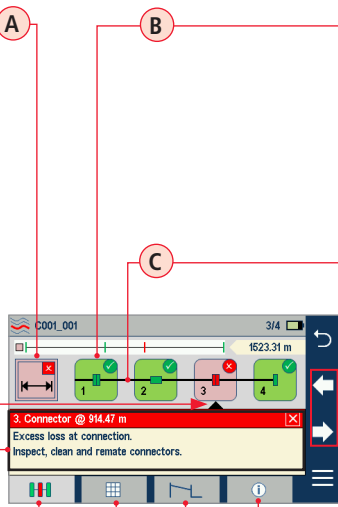 A
B
C
C001_001
3/4
1523.31 m
1
2
3
4
3. Connector @ 914.47 m
Excess loss at connection.
Inspect, clean and remate connectors.